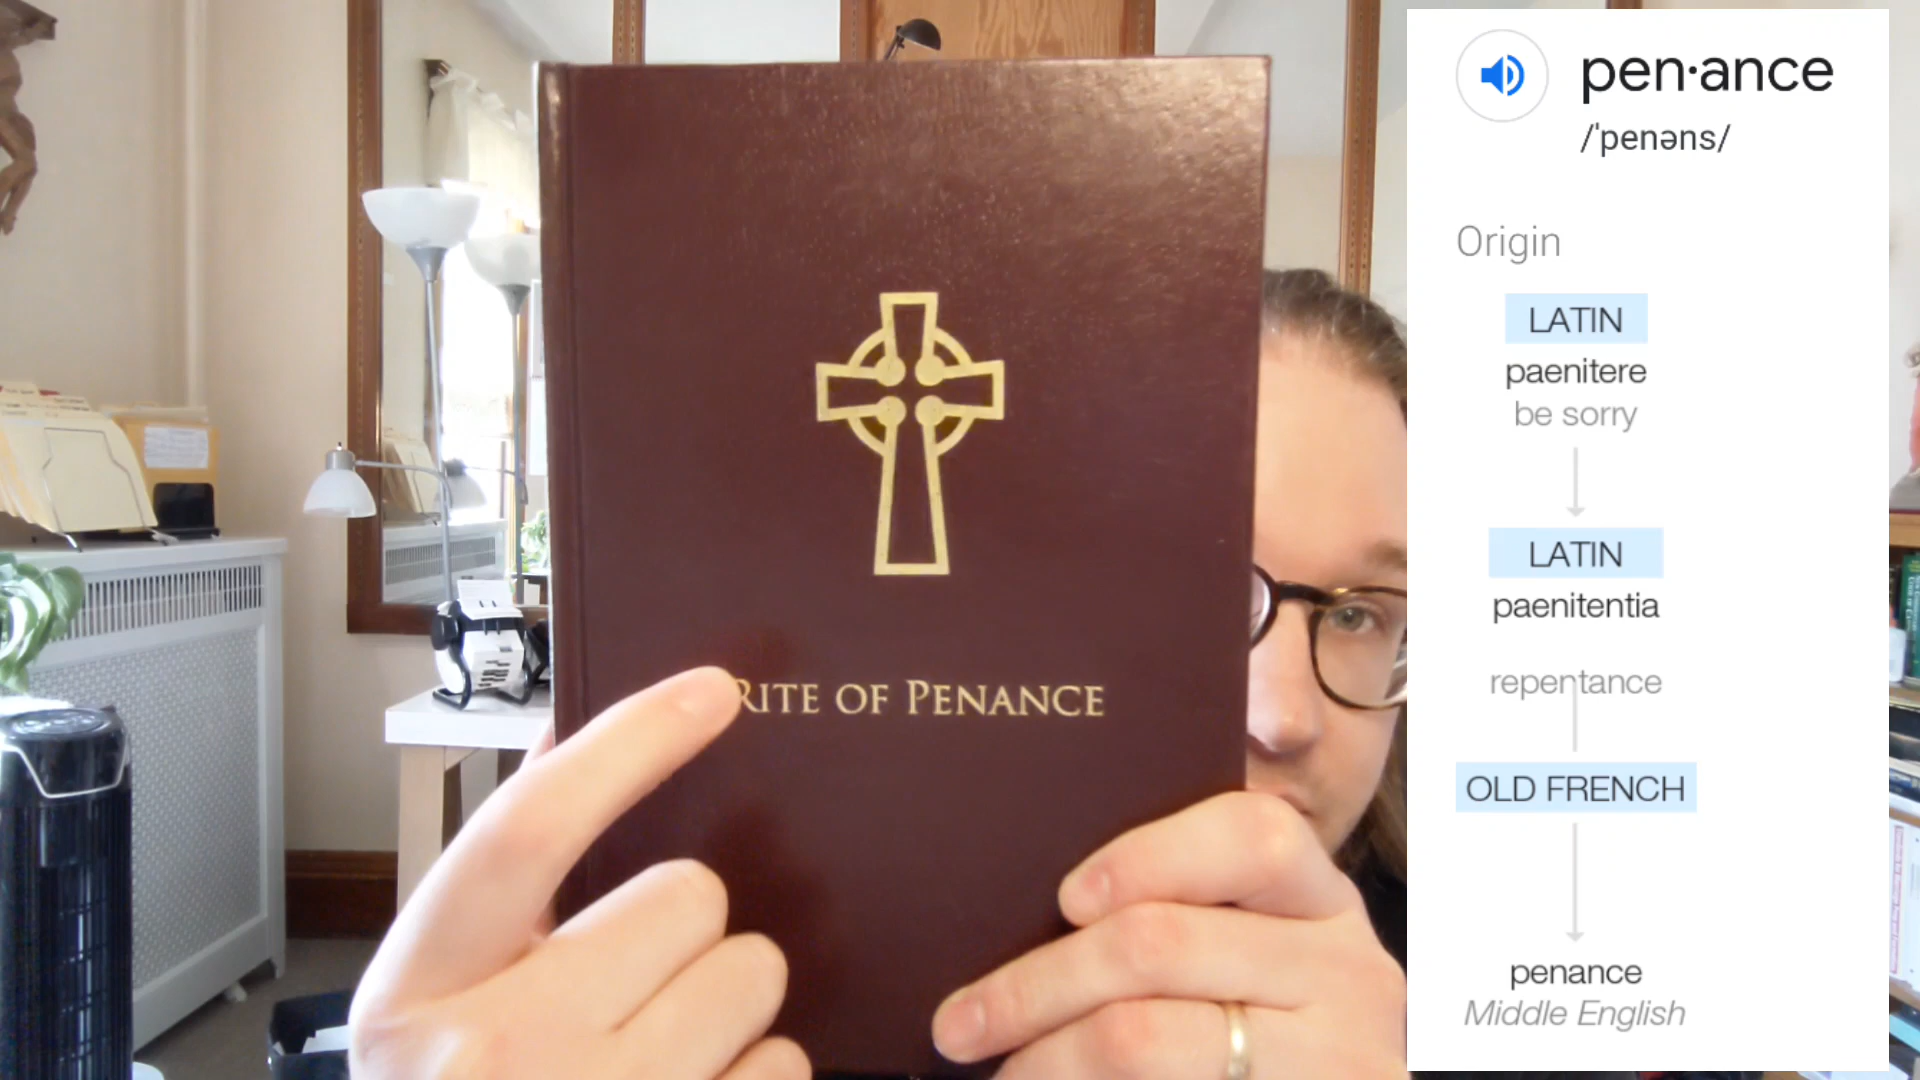 RITE OF PENANCE
pen·ance
/ˈpenəns/
Origin
LATIN
paenitere
be sorry
LATIN
paenitentia
repentance
OLD FRENCH
penance
Middle English